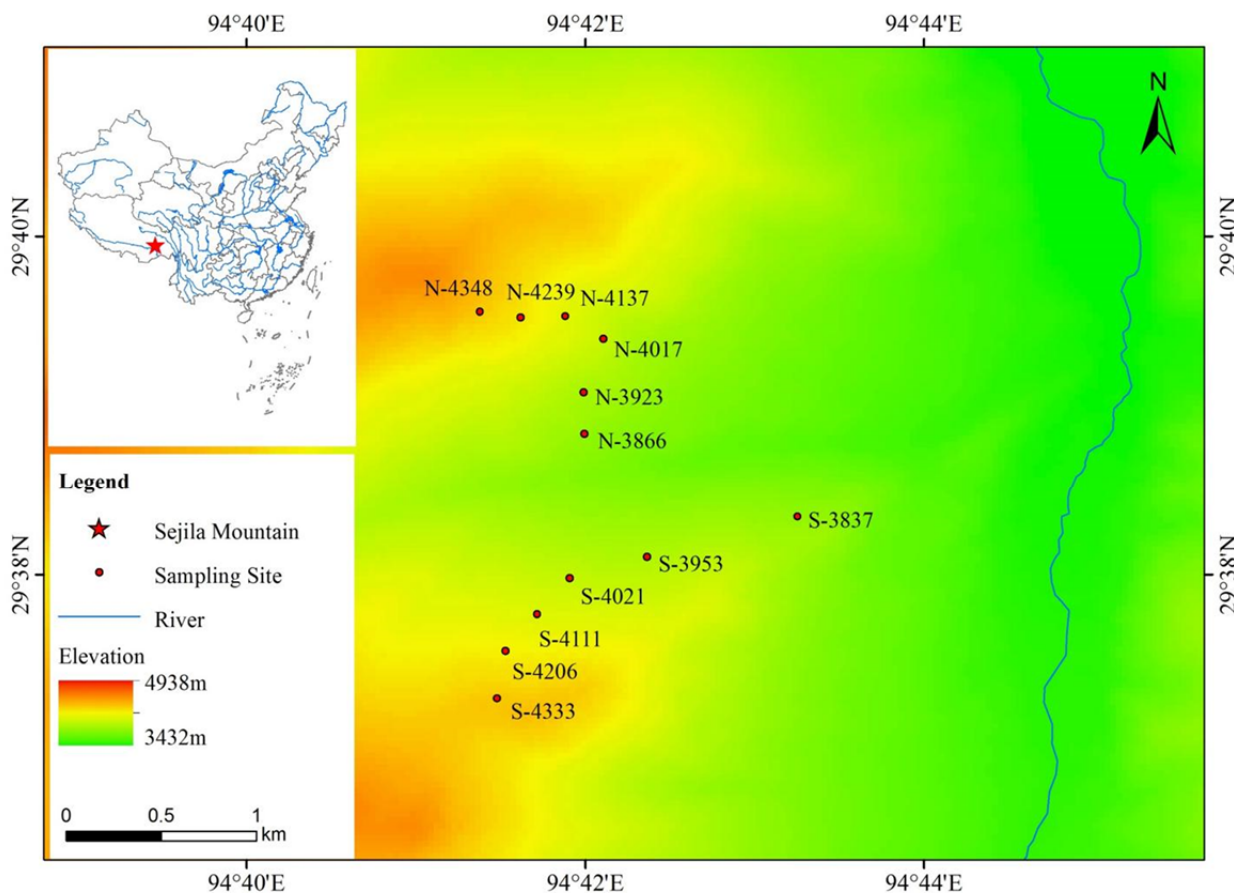 94°40'E
94°42'E
94°44'E
N
29°40'N
29°40'N
N-4348
N-4239
N-4137
N-4017
N-3923
N-3866
Legend
Sejila Mountain
S-3837
S-3953
Sampling Site
29°38'N
29°38'N
S-4021
River
S-4111
Elevation
S-4206
4938m
S-4333
3432m
0 0.5 1
km
94°40'E
94°42'E
94°44'E